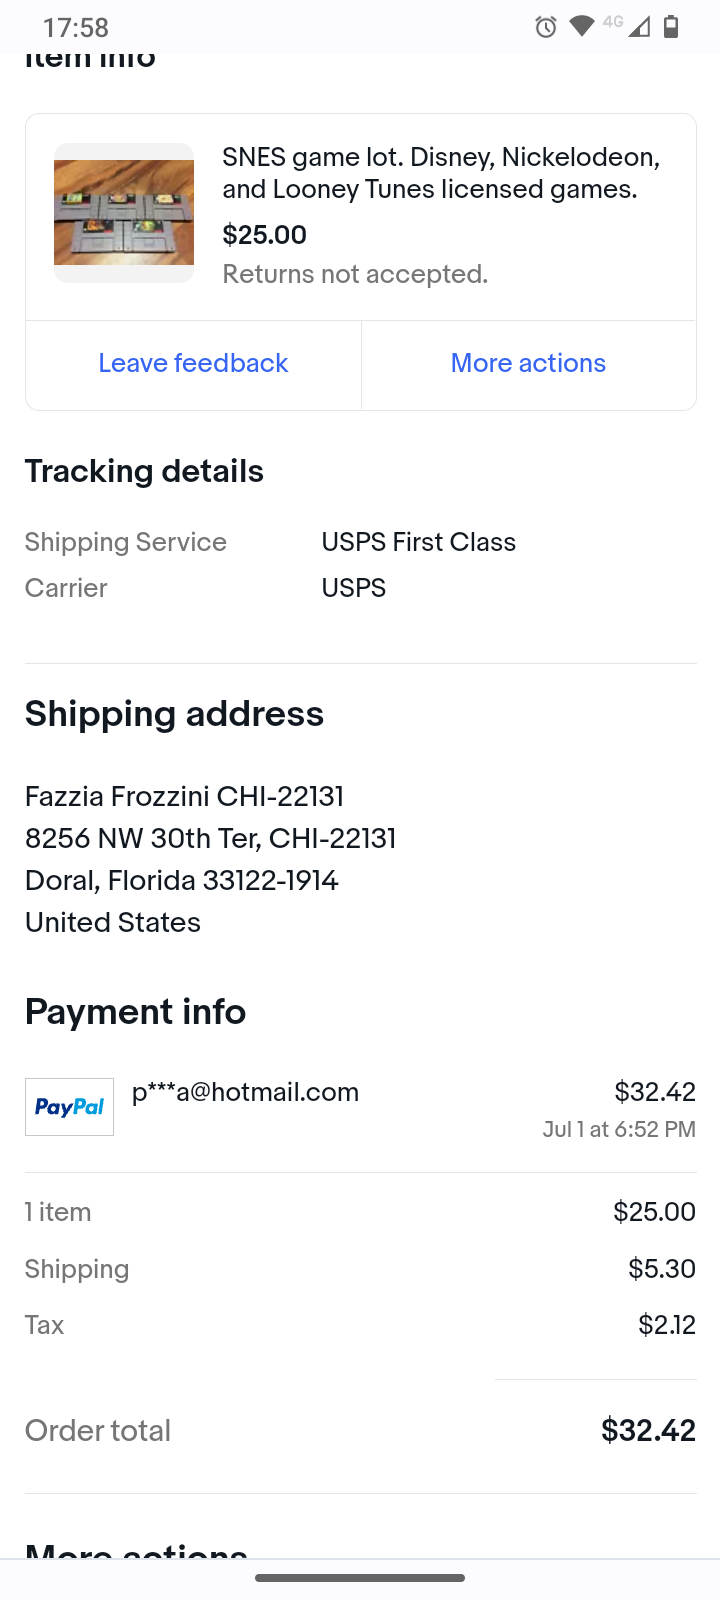 17:58
4G
Item info
SNES game lot. Disney, Nickelodeon,
and Looney Tunes licensed games.
$25.00
Returns not accepted.
Leave feedback
More actions
Tracking details
Shipping Service USPS First Class
Carrier USPS
Shipping address
Fazzia Frozzini CHI-22131
8256 NW 30th Ter, CHI-22131
Doral, Florida 33122-1914
United States
Payment info
PayPal p***a@hotmail.com $32.42
Jul 1 at 6:52 PM
1 item $25.00
Shipping $5.30
Tax $2.12
Order total $32.42
More actions